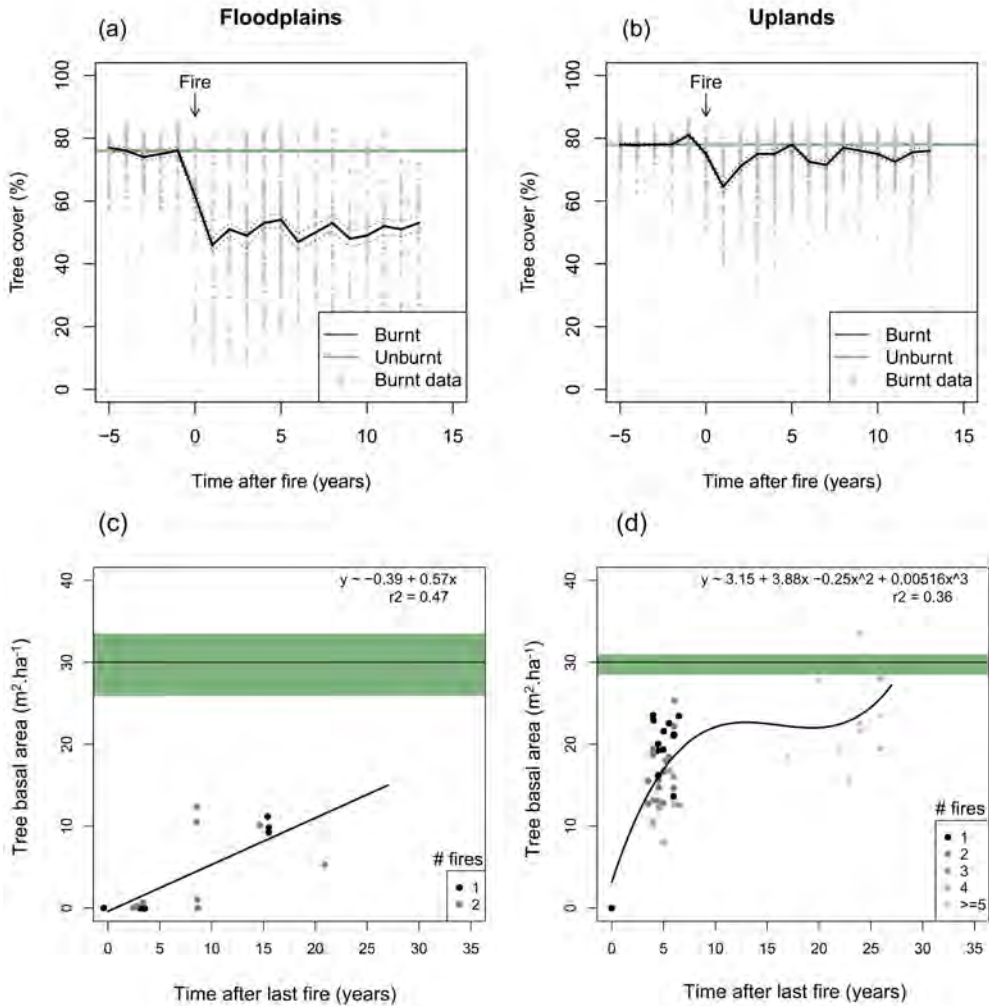 Floodplains
Uplands
(a)
(b)
Fire
Fire
Tree cover (%)
Tree cover (%)
100
80
60
40
20
0
100
80
60
40
20
0
Burnt
Unburnt
Burnt data
Burnt
Unburnt
Burnt data
−5 0 5 10 15
−5 0 5 10 15
Time after fire (years)
Time after fire (years)
(c)
(d)
y ~ −0.39 + 0.57x
r2 = 0.47
y ~ 3.15 + 3.88x −0.25x^2 + 0.00516x^3
r2 = 0.36
Tree basal area (m².ha⁻¹)
Tree basal area (m².ha⁻¹)
40
30
20
10
0
40
30
20
10
0
# fires
1
2
# fires
1
2
3
4
>=5
0 5 10 15 20 25 30 35
0 5 10 15 20 25 30 35
Time after last fire (years)
Time after last fire (years)